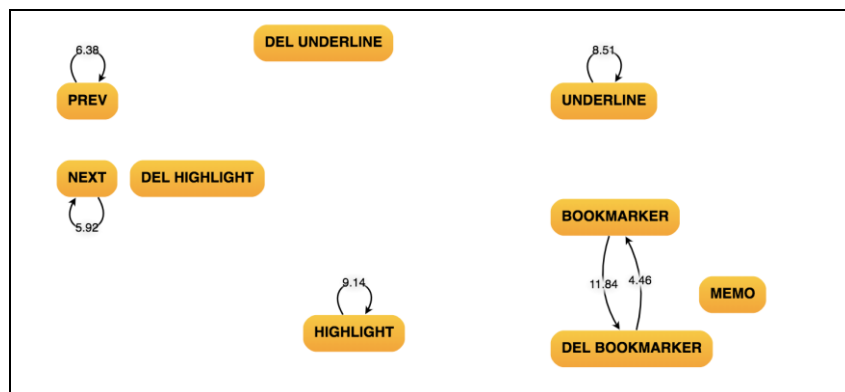 DEL UNDERLINE
6.38
8.51
PREV
UNDERLINE
NEXT
DEL HIGHLIGHT
5.92
BOOKMARKER
11.84
4.46
9.14
MEMO
HIGHLIGHT
DEL BOOKMARKER